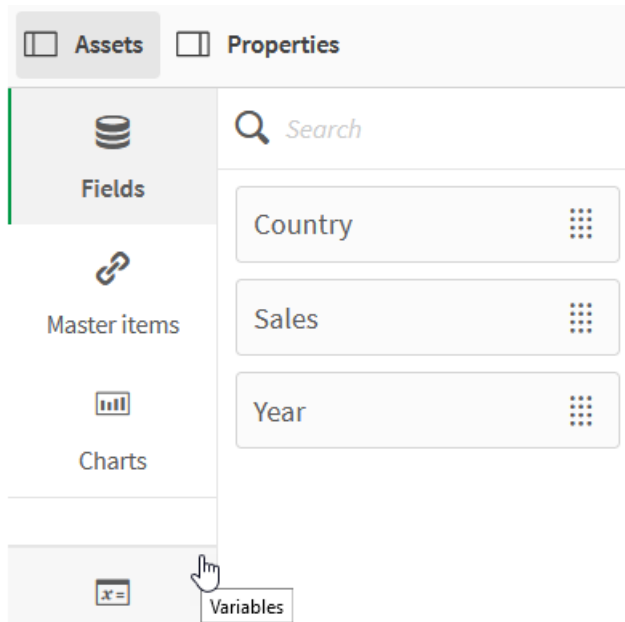 Assets Properties
Fields
Search
Country
Master items
Sales
Year
Charts
x=
Variables